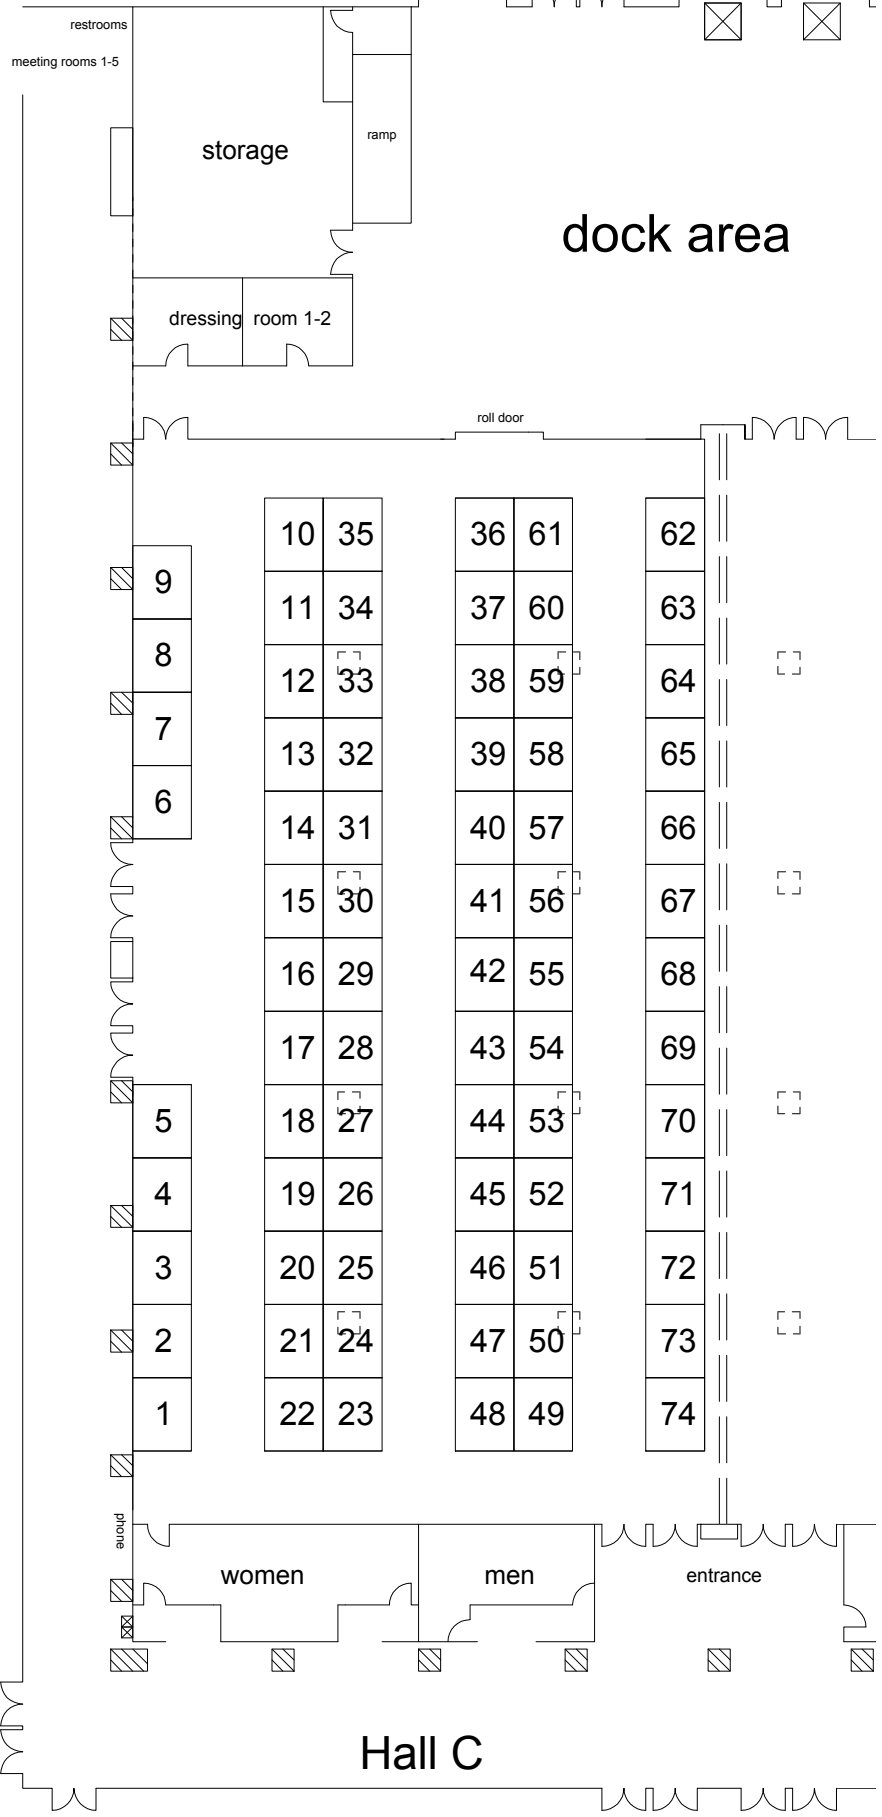 restrooms
meeting rooms 1-5
ramp
storage
dock area
dressing room 1-2
roll door
10 35 36 61 62
9
11 34 37 60 63
8
12 33 38 59 64
7
13 32 39 58 65
6
14 31 40 57 66
15 30 41 56 67
16 29 42 55 68
17 28 43 54 69
5 18 27 44 53 70
4 19 26 45 52 71
3 20 25 46 51 72
2 21 24 47 50 73
1 22 23 48 49 74
phone
women men entrance
Hall C